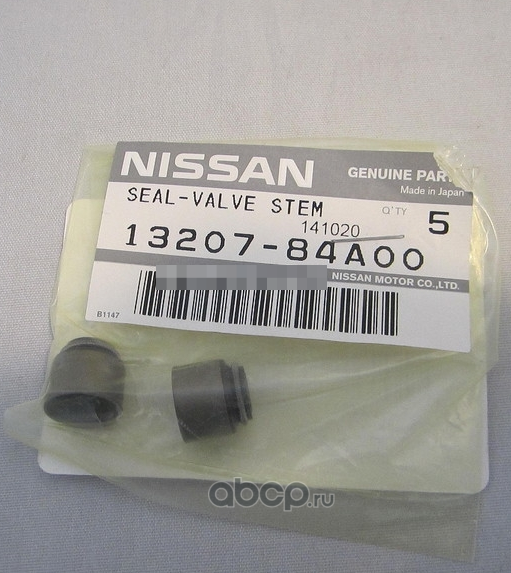 NISSAN
GENUINE PARTS
Made in Japan
SEAL-VALVE STEM
Q'TY 5
141020
13207-84A00
NISSAN MOTOR CO.,LTD.
B1147
abcp.ru